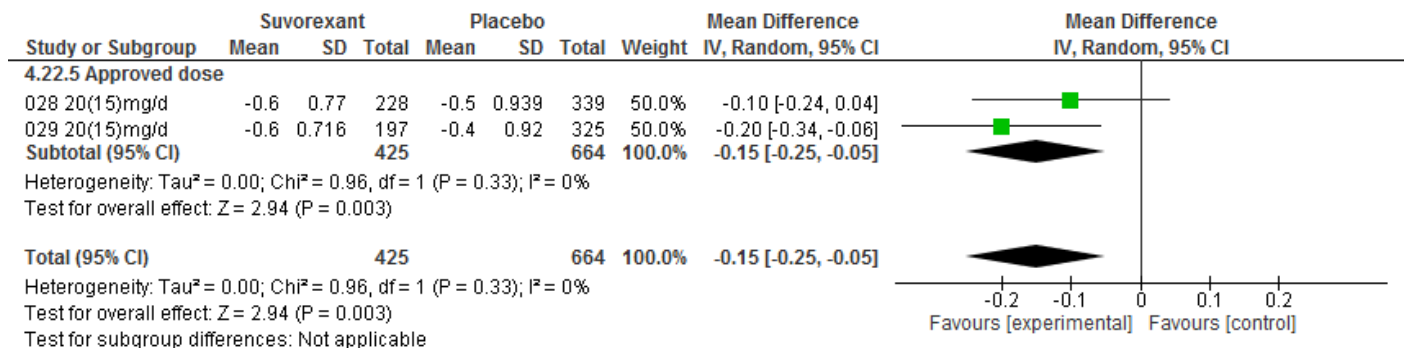 Suvorexant Placebo Mean Difference Mean Difference
Study or Subgroup Mean SD Total Mean SD Total Weight IV, Random, 95% CI IV, Random, 95% CI
4.22.5 Approved dose
028 20(15)mg/d -0.6 0.77 228 -0.5 0.939 339 50.0% -0.10 [-0.24, 0.04]
029 20(15)mg/d -0.6 0.716 197 -0.4 0.92 325 50.0% -0.20 [-0.34, -0.06]
Subtotal (95% CI) 425 664 100.0% -0.15 [-0.25, -0.05]
Heterogeneity: Tau² = 0.00; Chi² = 0.96, df = 1 (P = 0.33); I² = 0%
Test for overall effect: Z = 2.94 (P = 0.003)
Total (95% CI) 425 664 100.0% -0.15 [-0.25, -0.05]
Heterogeneity: Tau² = 0.00; Chi² = 0.96, df = 1 (P = 0.33); I² = 0%
Test for overall effect: Z = 2.94 (P = 0.003)
Test for subgroup differences: Not applicable
-0.2 -0.1 0 0.1 0.2
Favours [experimental] Favours [control]